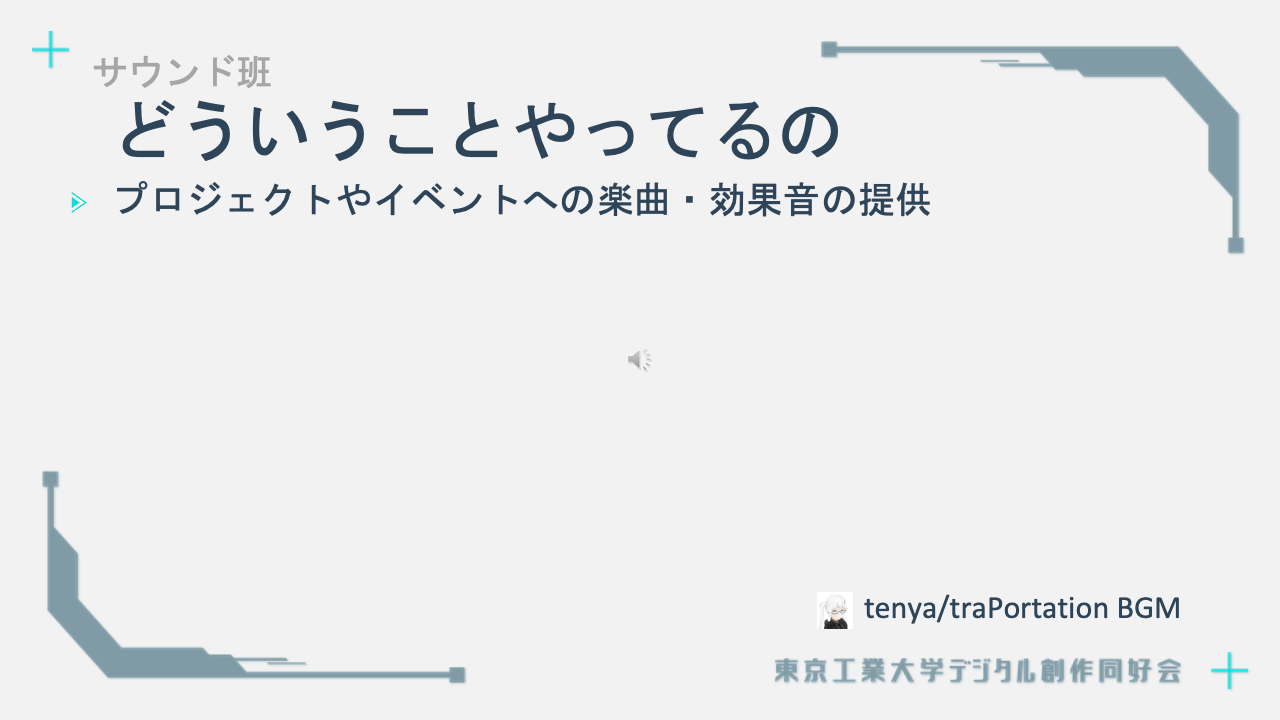 サウンド班
どういうことやってるの
プロジェクトやイベントへの楽曲・効果音の提供
tenya/traPortation BGM
東京工業大学デジタル創作同好会